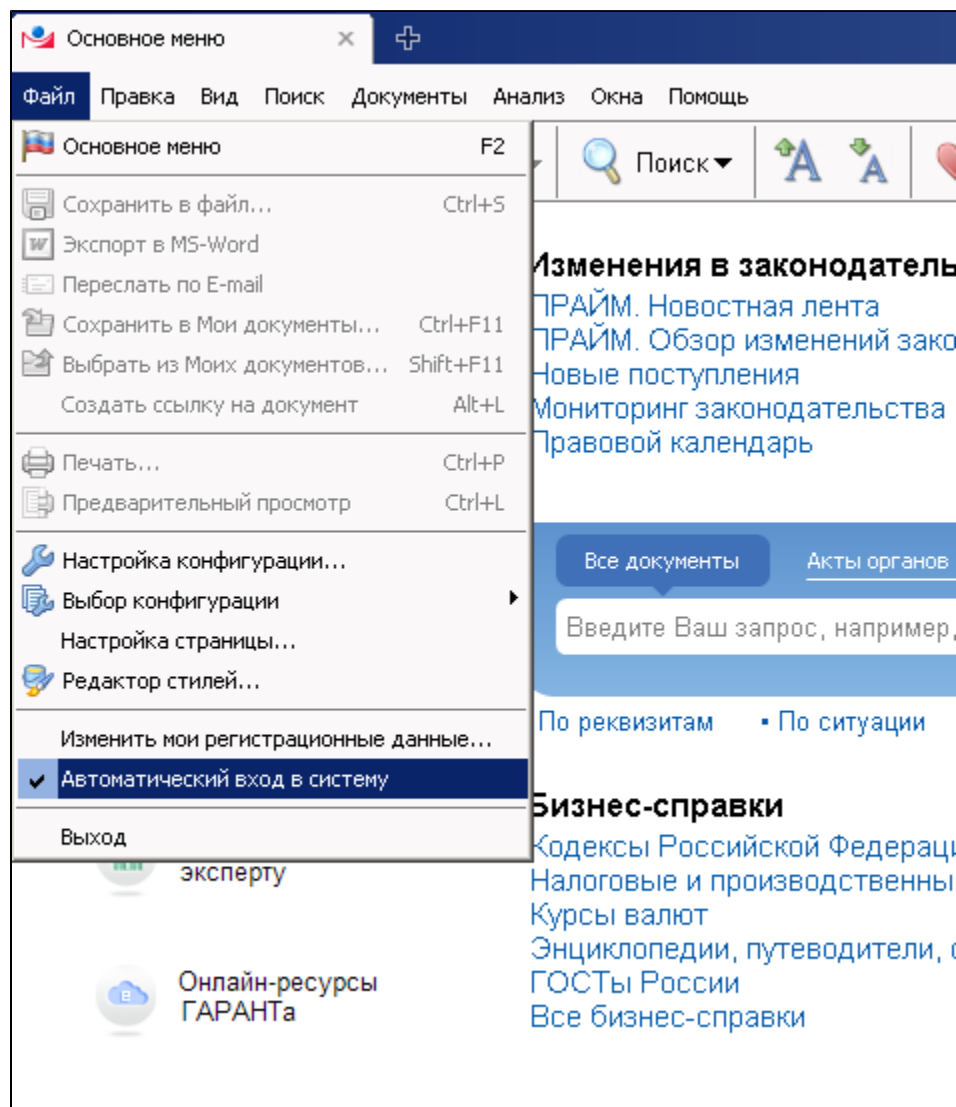 Основное меню
Файл Правка Вид Поиск Документы Анализ Окна Помощь
Основное меню F2
Сохранить в файл... Ctrl+S
Экспорт в MS-Word
Переслать по E-mail
Сохранить в Мои документы... Ctrl+F11
Выбрать из Моих документов... Shift+F11
Создать ссылку на документ Alt+L
Печать... Ctrl+P
Предварительный просмотр Ctrl+L
Настройка конфигурации...
Выбор конфигурации
Настройка страницы...
Редактор стилей...
Изменить мои регистрационные данные...
Автоматический вход в систему
Выход
Поиск
Изменения в законодатель
ПРАЙМ. Новостная лента
ПРАЙМ. Обзор изменений зако
Новые поступления
Мониторинг законодательства
Правовой календарь
Все документы Акты органов
Введите Ваш запрос, например,
По реквизитам ▪ По ситуации
Бизнес-справки
Кодексы Российской Федераци
Налоговые и производственны
Курсы валют
Энциклопедии, путеводители,
ГОСТы России
Все бизнес-справки
эксперту
Онлайн-ресурсы
ГАРАНТа